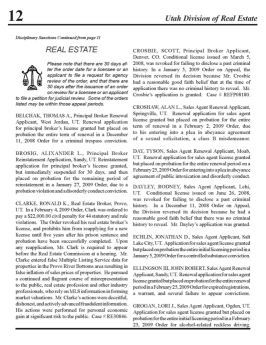 12
Utah Division of Real Estate
Disciplinary Sanctions Continued from page 11
REAL ESTATE
Please note that there are 30 days after
the order date for a licensee or an
applicant to file a request for agency
review of the order, and that there are
30 days after the issuance of an order
on review for a licensee or an applicant
to file a petition for judicial review. Some of the orders
listed may be within those appeal periods.
BELCHAK, THOMAS A., Principal Broker Renewal
Applicant, West Jordan, UT. Renewal application
for principal broker's license granted but placed on
probation the entire term of renewal in a December
11, 2008 Order for a criminal trespass conviction.
BROSIG, ALEXANDER L., Principal Broker
Reinstatement Application, Sandy, UT. Reinstatement
application for principal broker's license granted,
but immediately suspended for 30 days, and then
placed on probation for the remaining period of
reinstatement in a January 27, 2009 Order, due to
probation violation and alcohol/dry conduct conviction.
CLARKE, RONALD K., Real Estate Broker, Provo,
UT. In a February 4, 2009 Order, Clark was ordered to
pay a $22,000.00 civil penalty for 44 statutory and rule
violations. The Order revoked his real estate broker's
license, and prohibits him from reapplying for a new
license until five years after his prison sentence and
probation have been successfully completed. Upon
any reapplication, Mr. Clark is required to appear
before the Real Estate Commission at a hearing. Mr.
Clarke entered false Multiple Listing Service data for
properties in the Provo River Bottoms area resulting in
false inflation of sales prices of properties. He pursued
a continued and flagrant course of misrepresentation
to the public, real estate profession and other industry
professionals, who rely on MLS information in forming
market valuations. Mr. Clarke's actions were deceitful,
dishonest, and actively advanced fraudulent information.
His actions were performed for personal economic
gain at significant risk to the public. Case #
CROSBIE, SCOTT, Principal Broker Applicant,
Denver, CO. Conditional license issued on March 5,
2008, was revoked for failing to disclose a past criminal
history. In a January 5, 2009 Order on Appeal, the
Division reversed its decision because Mr. Crosbie
had a reasonable good faith belief that at the time of
application there was no criminal history to reveal. Mr.
Crosbie's application is granted. Case #
CROSHAW, ALAN L., Sales Agent Renewal Applicant,
Springville, UT. Renewal application for sales agent
license granted but placed on probation for the entire
term of renewal in a February 2, 2009 Order, due
to his entering into a plea in abeyance agreement
of a sexual solicitation, a class B misdemeanor.
DAY, TYSON, Sales Agent Renewal Applicant, Moab,
UT. Renewal application for sales agent license granted
but placed on probation for the entire renewal period on a
February 23, 2009 Order for entering into a plea in abeyance
agreement of public intoxication and disorderly conduct.
DAYLEY, RODNEY, Sales Agent Applicant, Lehi,
UT. Conditional license issued on June 26, 2008,
was revoked for failing to disclose a past criminal
history. In a December 11, 2008 Order on Appeal,
the Division reversed its decision because he had a
reasonable good faith belief that there was no criminal
history to reveal. Mr. Dayley's application was granted.
JONATHAN D., Sales Agent Applicant, Salt
Lake City, UT. Application for sales agent license granted
but placed on probation the entire initial licensing period in a
January 5, 2009 Order for a controlled substance conviction.
ELLINGSON III, JOHN ROBERT, Sales Agent Renewal
Applicant, Sandy, UT. Renewal application for sales agent
license granted but placed on probation for the entire renewal
period on a February 25, 2009 for expired registrations,
a warrant, and several failure to appear convictions.
LORI J., Sales Agent Applicant, Ogden, UT.
Application for sales agent license granted but placed on
probation for the entire initial licensing period in a February
23, 2009 Order for alcohol-related reckless driving.